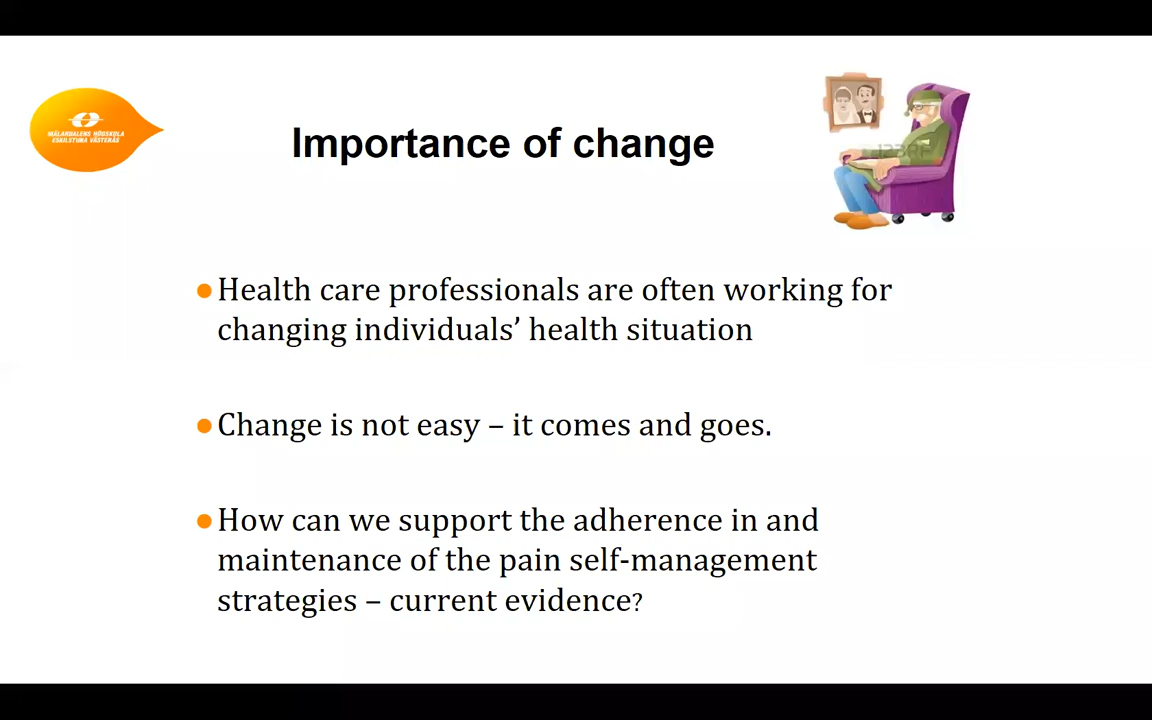 MÄLARDALENS HÖGSKOLA
ESKILSTUNA VÄSTERÅS
Importance of change
123RF
●Health care professionals are often working for
changing individuals’ health situation
●Change is not easy – it comes and goes.
●How can we support the adherence in and
maintenance of the pain self-management
strategies – current evidence?